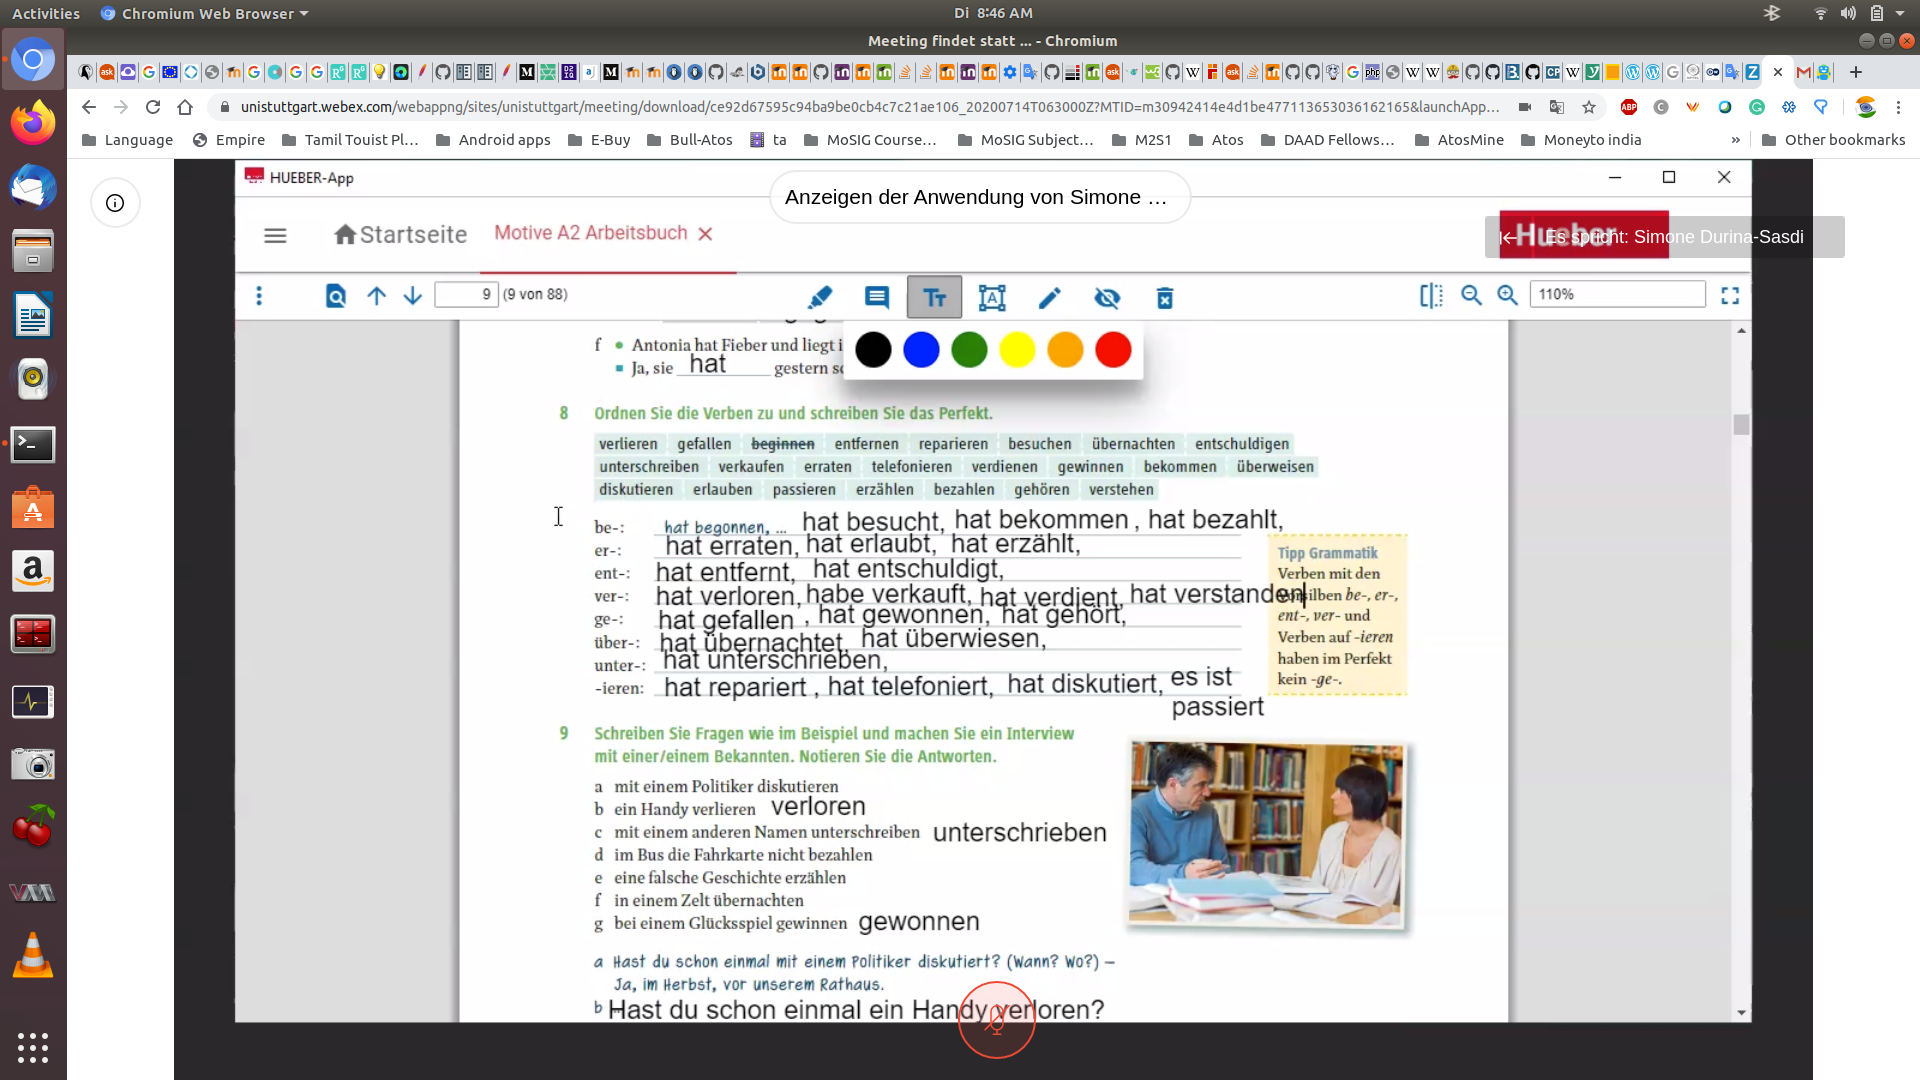 Activities Chromium Web Browser Di 8:46 AM
Meeting findet statt ... - Chromium
unistuttgart.webex.com/webappng/sites/unistuttgart/meeting/download/ce92d67595c94ba9be0cb4c7c21ae106_20200714T063000Z?MTID=m30942414e4d1be477113653036162165&launchApp...
Language Empire Tamil Touist Pl... Android apps E-Buy Bull-Atos ta MoSIG Course... MoSIG Subject... M2S1 Atos DAAD Fellows... AtosMine Moneyto india » Other bookmarks
HUEBER-App
Anzeigen der Anwendung von Simone ...
Startseite Motive A2 Arbeitsbuch Hueber Es spricht: Simone Durina-Sasdi
9 (9 von 88) Tt A 110%
f Antonia hat Fieber und liegt
Ja, sie hat gestern
8 Ordnen Sie die Verben zu und schreiben Sie das Perfekt.
verlieren gefallen beginnen entfernen reparieren besuchen übernachten entschuldigen
unterschreiben verkaufen erraten telefonieren verdienen gewinnen bekommen überweisen
diskutieren erlauben passieren erzählen bezahlen gehören verstehen
be-: hat begonnen, ... hat besucht, hat bekommen , hat bezahlt,
er-: hat erraten, hat erlaubt, hat erzählt,
ent-: hat entfernt, hat entschuldigt,
ver-: hat verloren, habe verkauft, hat verdient, hat verstanden
ge-: hat gefallen , hat gewonnen, hat gehört,
über-: hat übernachtet, hat überwiesen,
unter-: hat unterschrieben,
-ieren: hat repariert , hat telefoniert, hat diskutiert, es ist
passiert
Tipp Grammatik
Verben mit den
Vorsilben be-, er-,
ent-, ver- und
Verben auf -ieren
haben im Perfekt
kein -ge-.
9 Schreiben Sie Fragen wie im Beispiel und machen Sie ein Interview
mit einer/einem Bekannten. Notieren Sie die Antworten.
a mit einem Politiker diskutieren
b ein Handy verlieren verloren
c mit einem anderen Namen unterschreiben unterschrieben
d im Bus die Fahrkarte nicht bezahlen
e eine falsche Geschichte erzählen
f in einem Zelt übernachten
g bei einem Glücksspiel gewinnen gewonnen
a Hast du schon einmal mit einem Politiker diskutiert? (Wann? Wo?) –
Ja, im Herbst, vor unserem Rathaus.
b Hast du schon einmal ein Handy verloren?